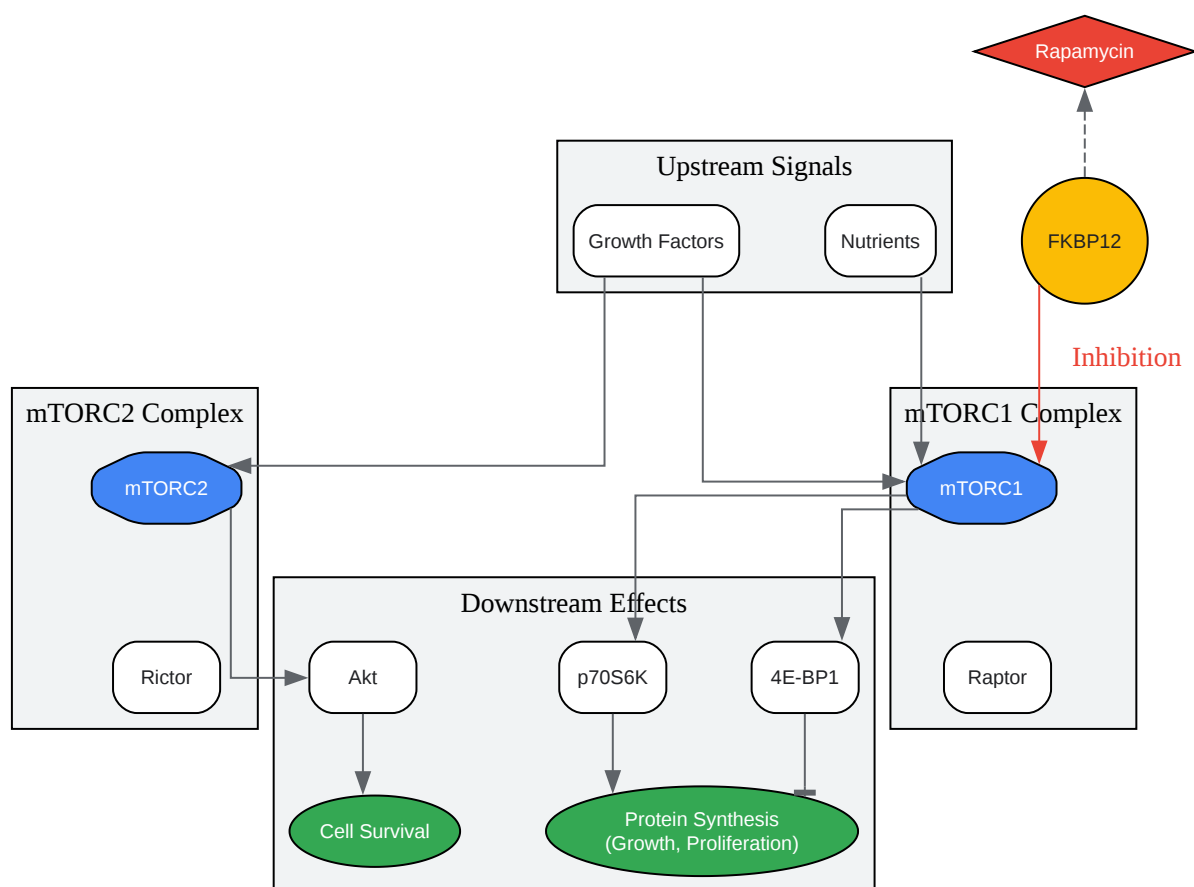 Rapamycin
Upstream Signals
Growth Factors
Nutrients
FKBP12
Inhibition
mTORC2 Complex
mTORC1 Complex
mTORC2
mTORC1
Downstream Effects
Rictor
Akt
p70S6K
4E-BP1
Raptor
Cell Survival
Protein Synthesis
(Growth, Proliferation)